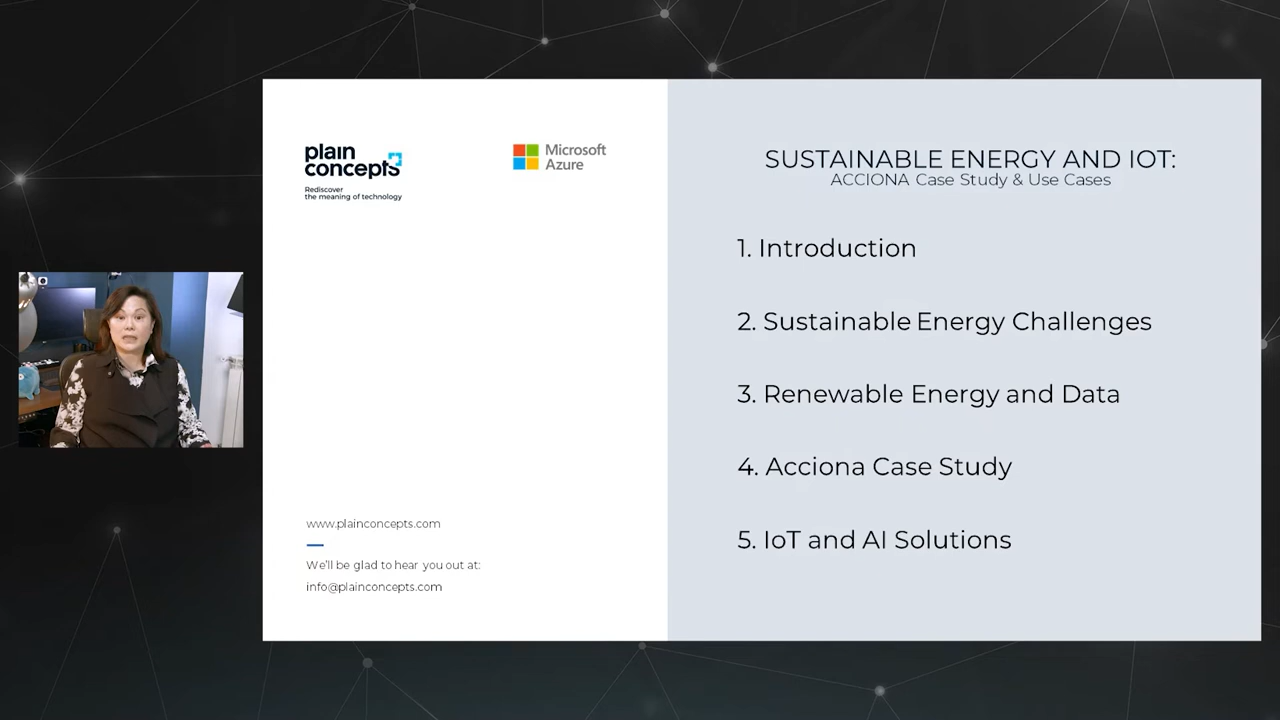 plain
concepts
Rediscover
the meaning of technology
Microsoft
Azure
www.plainconcepts.com
We'll be glad to hear you out at:
info@plainconcepts.com
SUSTAINABLE ENERGY AND IOT:
ACCIONA Case Study & Use Cases
1. Introduction
2. Sustainable Energy Challenges
3. Renewable Energy and Data
4. Acciona Case Study
5. IoT and AI Solutions